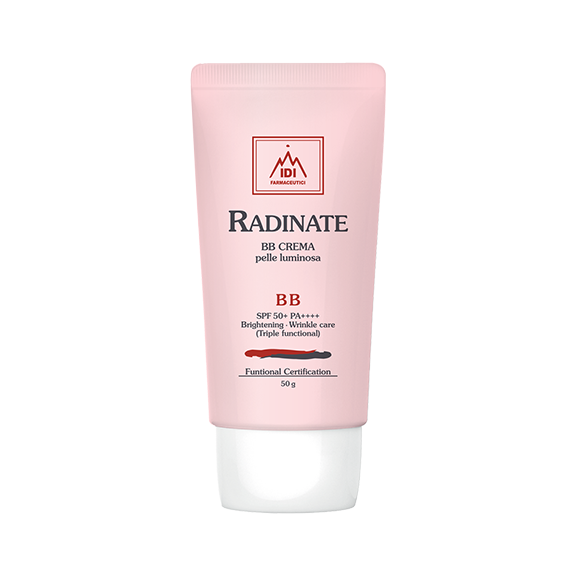 IDI
FARMACEUTICI
RADINATE
BB CREMA
pelle luminosa
BB
SPF 50+ PA++++
Brightening · Wrinkle care
(Triple functional)
Funtional Certification
50 g